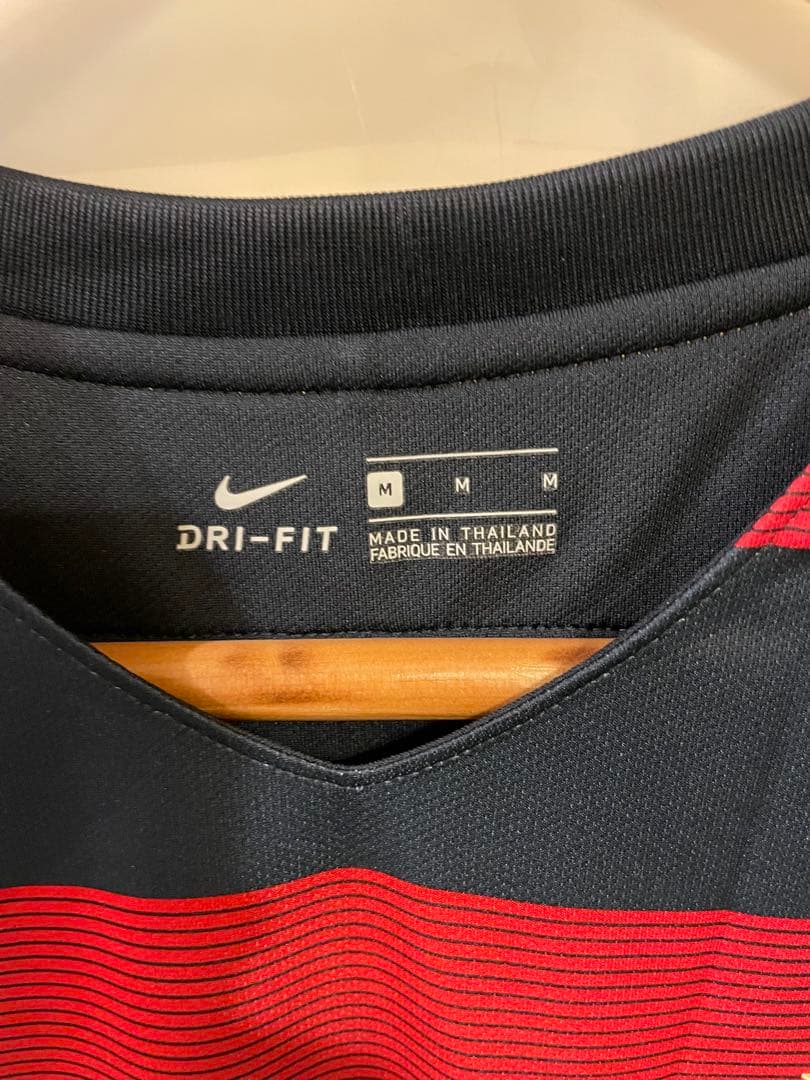 DRI-FIT
M M M
MADE IN THAILAND
FABRIQUE EN THAILANDE